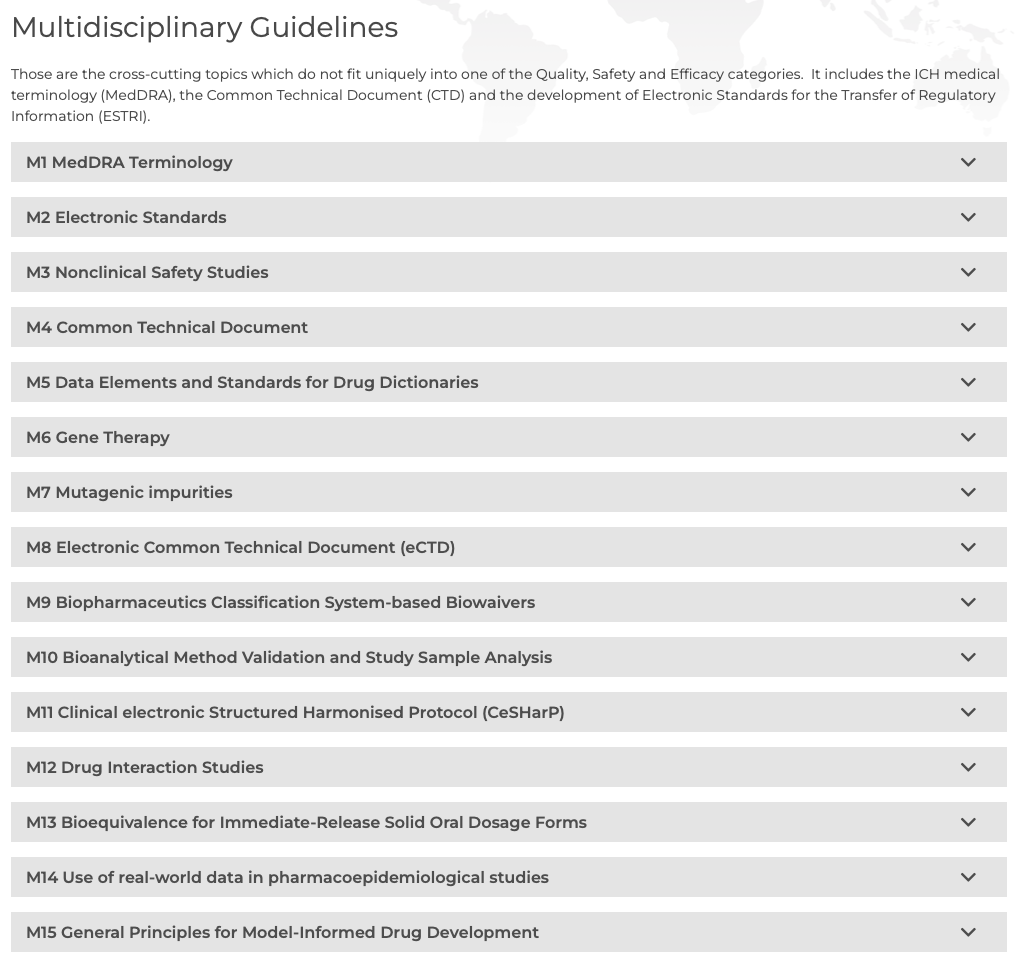 Multidisciplinary Guidelines
Those are the cross-cutting topics which do not fit uniquely into one of the Quality, Safety and Efficacy categories.  It includes the ICH medical
terminology (MedDRA), the Common Technical Document (CTD) and the development of Electronic Standards for the Transfer of Regulatory
Information (ESTRI).
M1 MedDRA Terminology
M2 Electronic Standards
M3 Nonclinical Safety Studies
M4 Common Technical Document
M5 Data Elements and Standards for Drug Dictionaries
M6 Gene Therapy
M7 Mutagenic impurities
M8 Electronic Common Technical Document (eCTD)
M9 Biopharmaceutics Classification System-based Biowaivers
M10 Bioanalytical Method Validation and Study Sample Analysis
M11 Clinical electronic Structured Harmonised Protocol (CeSHarP)
M12 Drug Interaction Studies
M13 Bioequivalence for Immediate-Release Solid Oral Dosage Forms
M14 Use of real-world data in pharmacoepidemiological studies
M15 General Principles for Model-Informed Drug Development